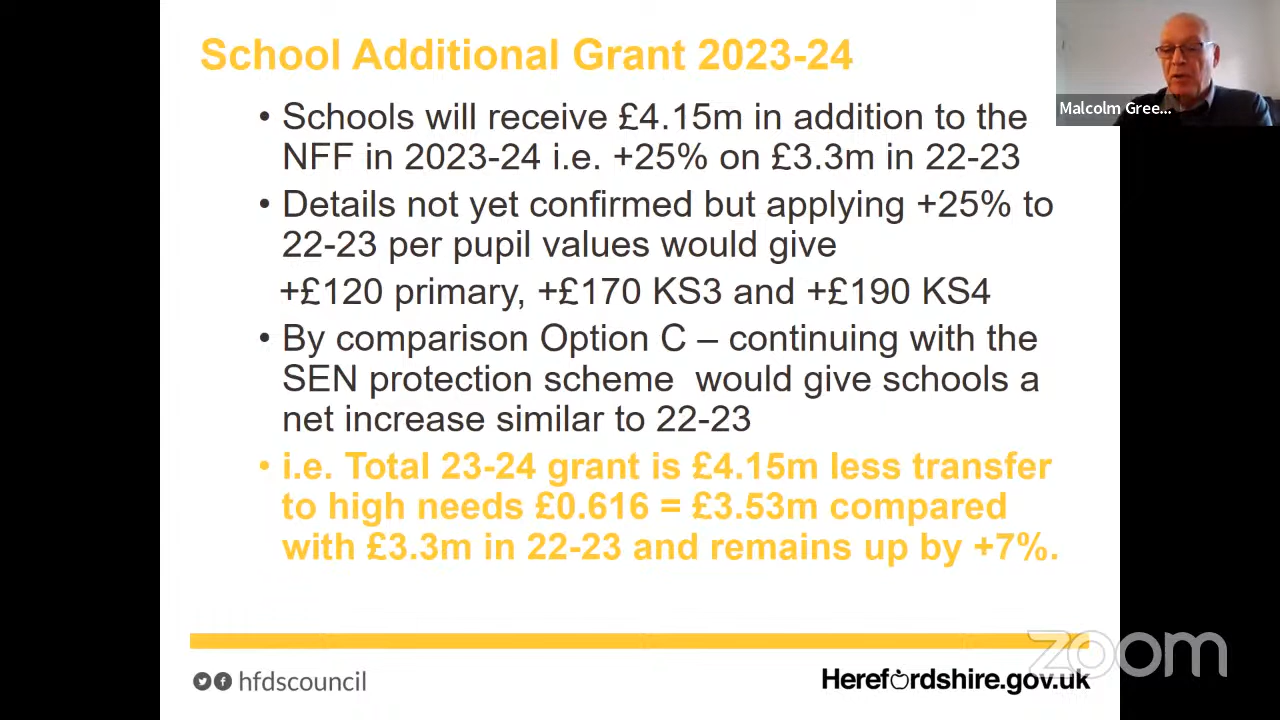 School Additional Grant 2023-24
• Schools will receive £4.15m in addition to the
NFF in 2023-24 i.e. +25% on £3.3m in 22-23
• Details not yet confirmed but applying +25% to
22-23 per pupil values would give
+£120 primary, +£170 KS3 and +£190 KS4
• By comparison Option C – continuing with the
SEN protection scheme would give schools a
net increase similar to 22-23
• i.e. Total 23-24 grant is £4.15m less transfer
to high needs £0.616 = £3.53m compared
with £3.3m in 22-23 and remains up by +7%.
hfdscouncil
Herefordshire.gov.uk
Malcolm Gree...
zoom